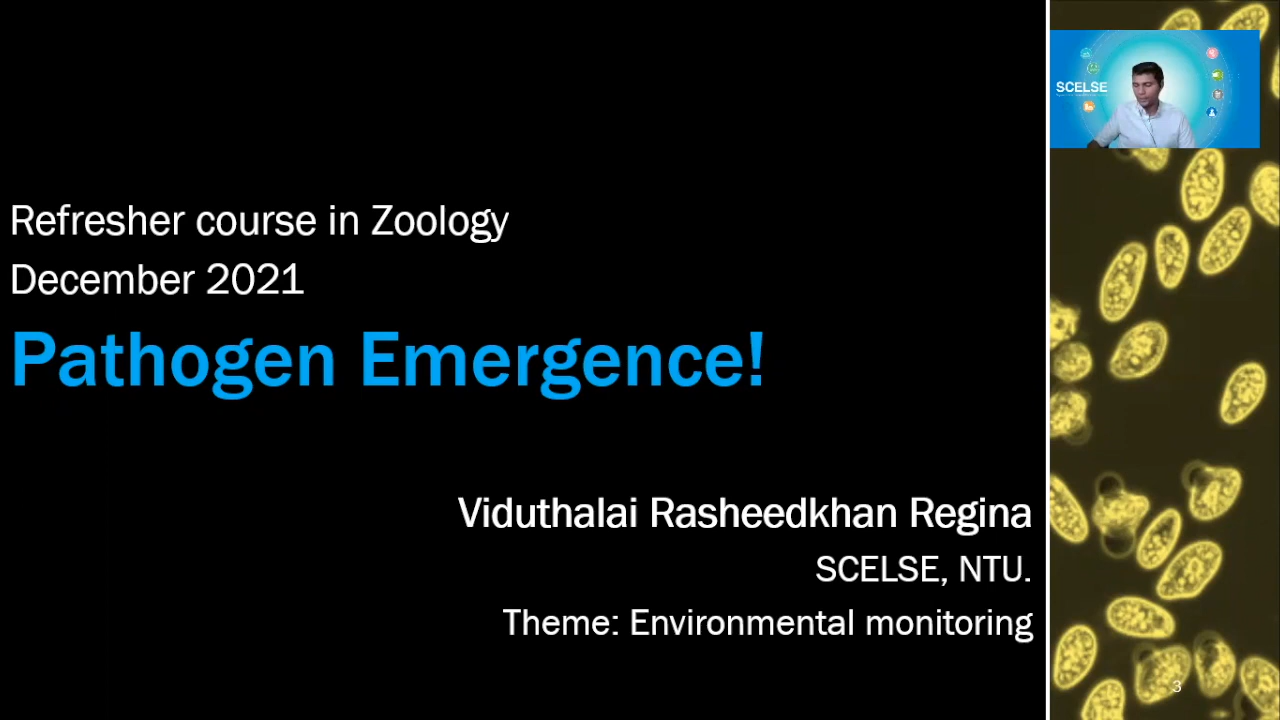 Refresher course in Zoology
December 2021
Pathogen Emergence!
Viduthalai Rasheedkhan Regina
SCELSE, NTU.
Theme: Environmental monitoring
SCELSE
3